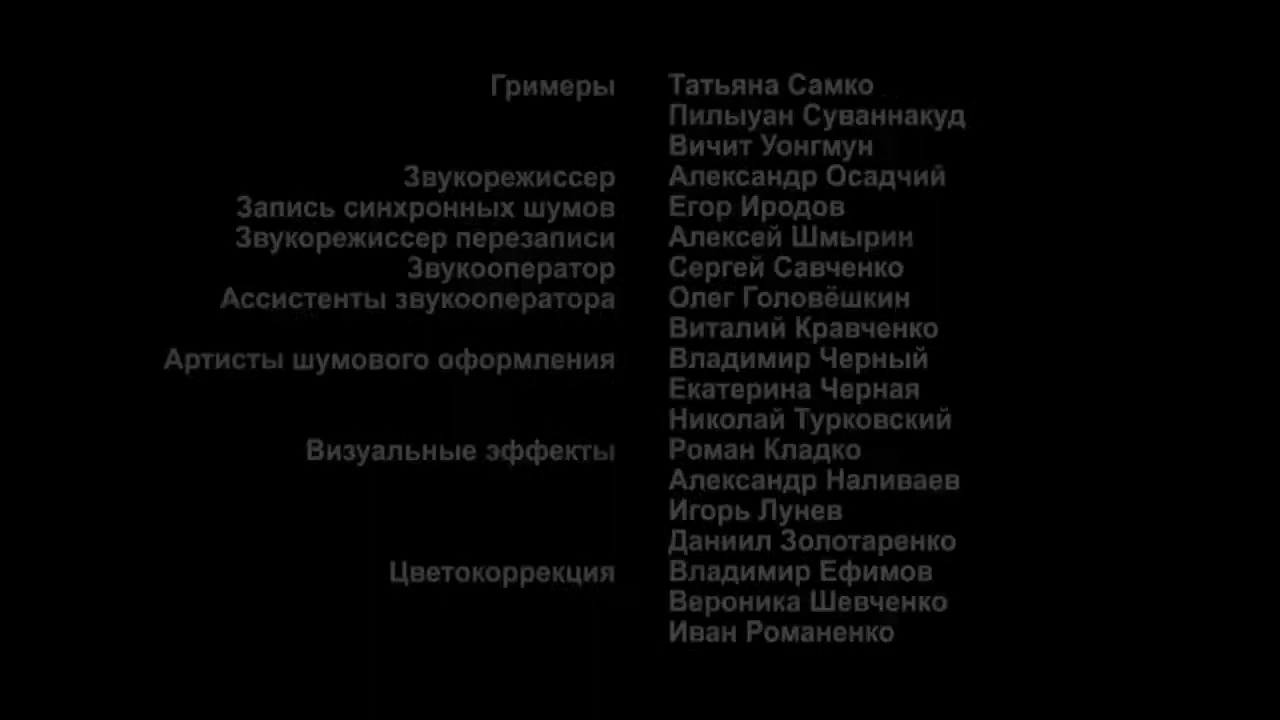 Гримеры Татьяна Самко
Пилыуан Суваннакуд
Вичит Уонгмун
Звукорежиссер Александр Осадчий
Запись синхронных шумов Егор Иродов
Звукорежиссер перезаписи Алексей Шмырин
Звукооператор Сергей Савченко
Ассистенты звукооператора Олег Головёшкин
Виталий Кравченко
Артисты шумового оформления Владимир Черный
Екатерина Черная
Николай Турковский
Визуальные эффекты Роман Кладко
Александр Наливаев
Игорь Лунев
Даниил Золотаренко
Цветокоррекция Владимир Ефимов
Вероника Шевченко
Иван Романенко